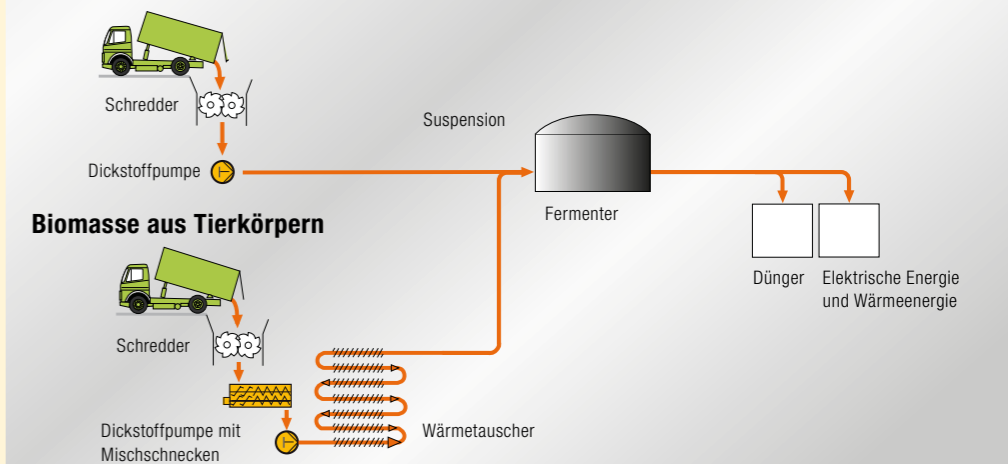 Schredder
Suspension
Dickstoffpumpe
Fermenter
Biomasse aus Tierkörpern
Dünger
Elektrische Energie
und Wärmeenergie
Schredder
Dickstoffpumpe mit
Mischschnecken
Wärmetauscher